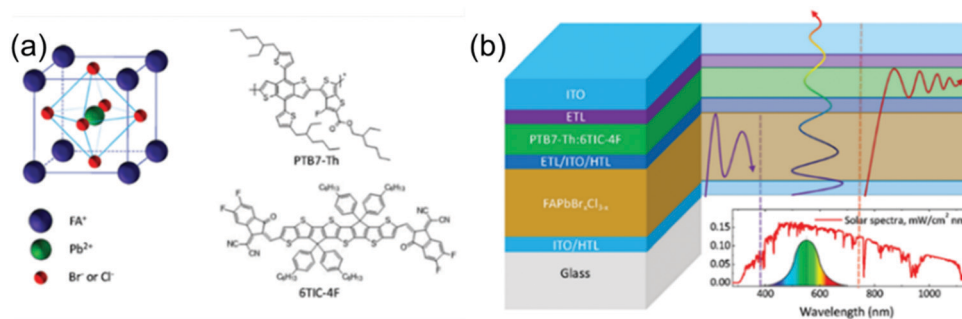 (a)
FA⁺
Pb²⁺
Br⁻ or Cl⁻
S
S
S
S
S
S
F
O
O
n
PTB7-Th
C₆H₁₃
C₆H₁₃
F
F
O
NC
CN
S
S
S
S
S
S
NC
CN
O
F
F
C₆H₁₃
C₆H₁₃
6TIC-4F
(b)
ITO
ETL
PTB7-Th:6TIC-4F
ETL/ITO/HTL
FAPbBrₓCl₃₋ₓ
ITO/HTL
Glass
Solar spectra, mW/cm² nm
0.15
0.10
0.05
0.00
400
600
800
1000
Wavelength (nm)